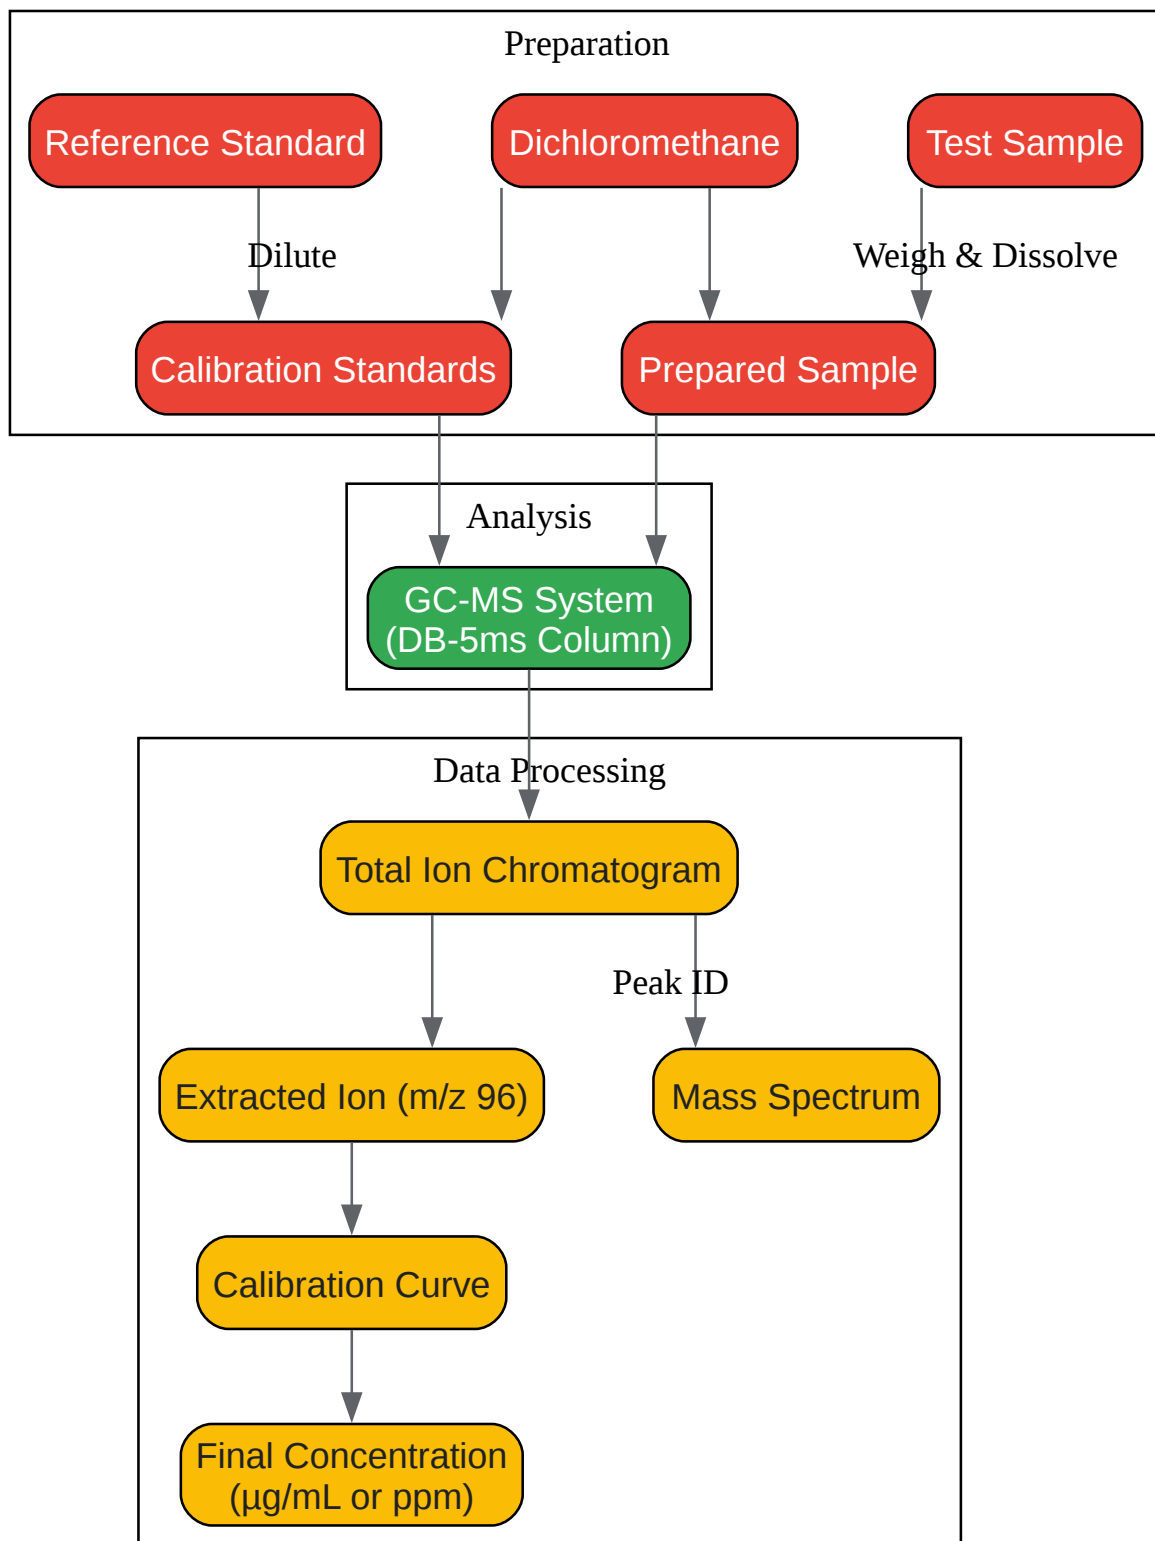 Preparation
Reference Standard
Dichloromethane
Test Sample
Dilute
Weigh & Dissolve
Calibration Standards
Prepared Sample
Analysis
GC-MS System
(DB-5ms Column)
Data Processing
Total Ion Chromatogram
Peak ID
Extracted Ion (m/z 96)
Mass Spectrum
Calibration Curve
Final Concentration
(µg/mL or ppm)